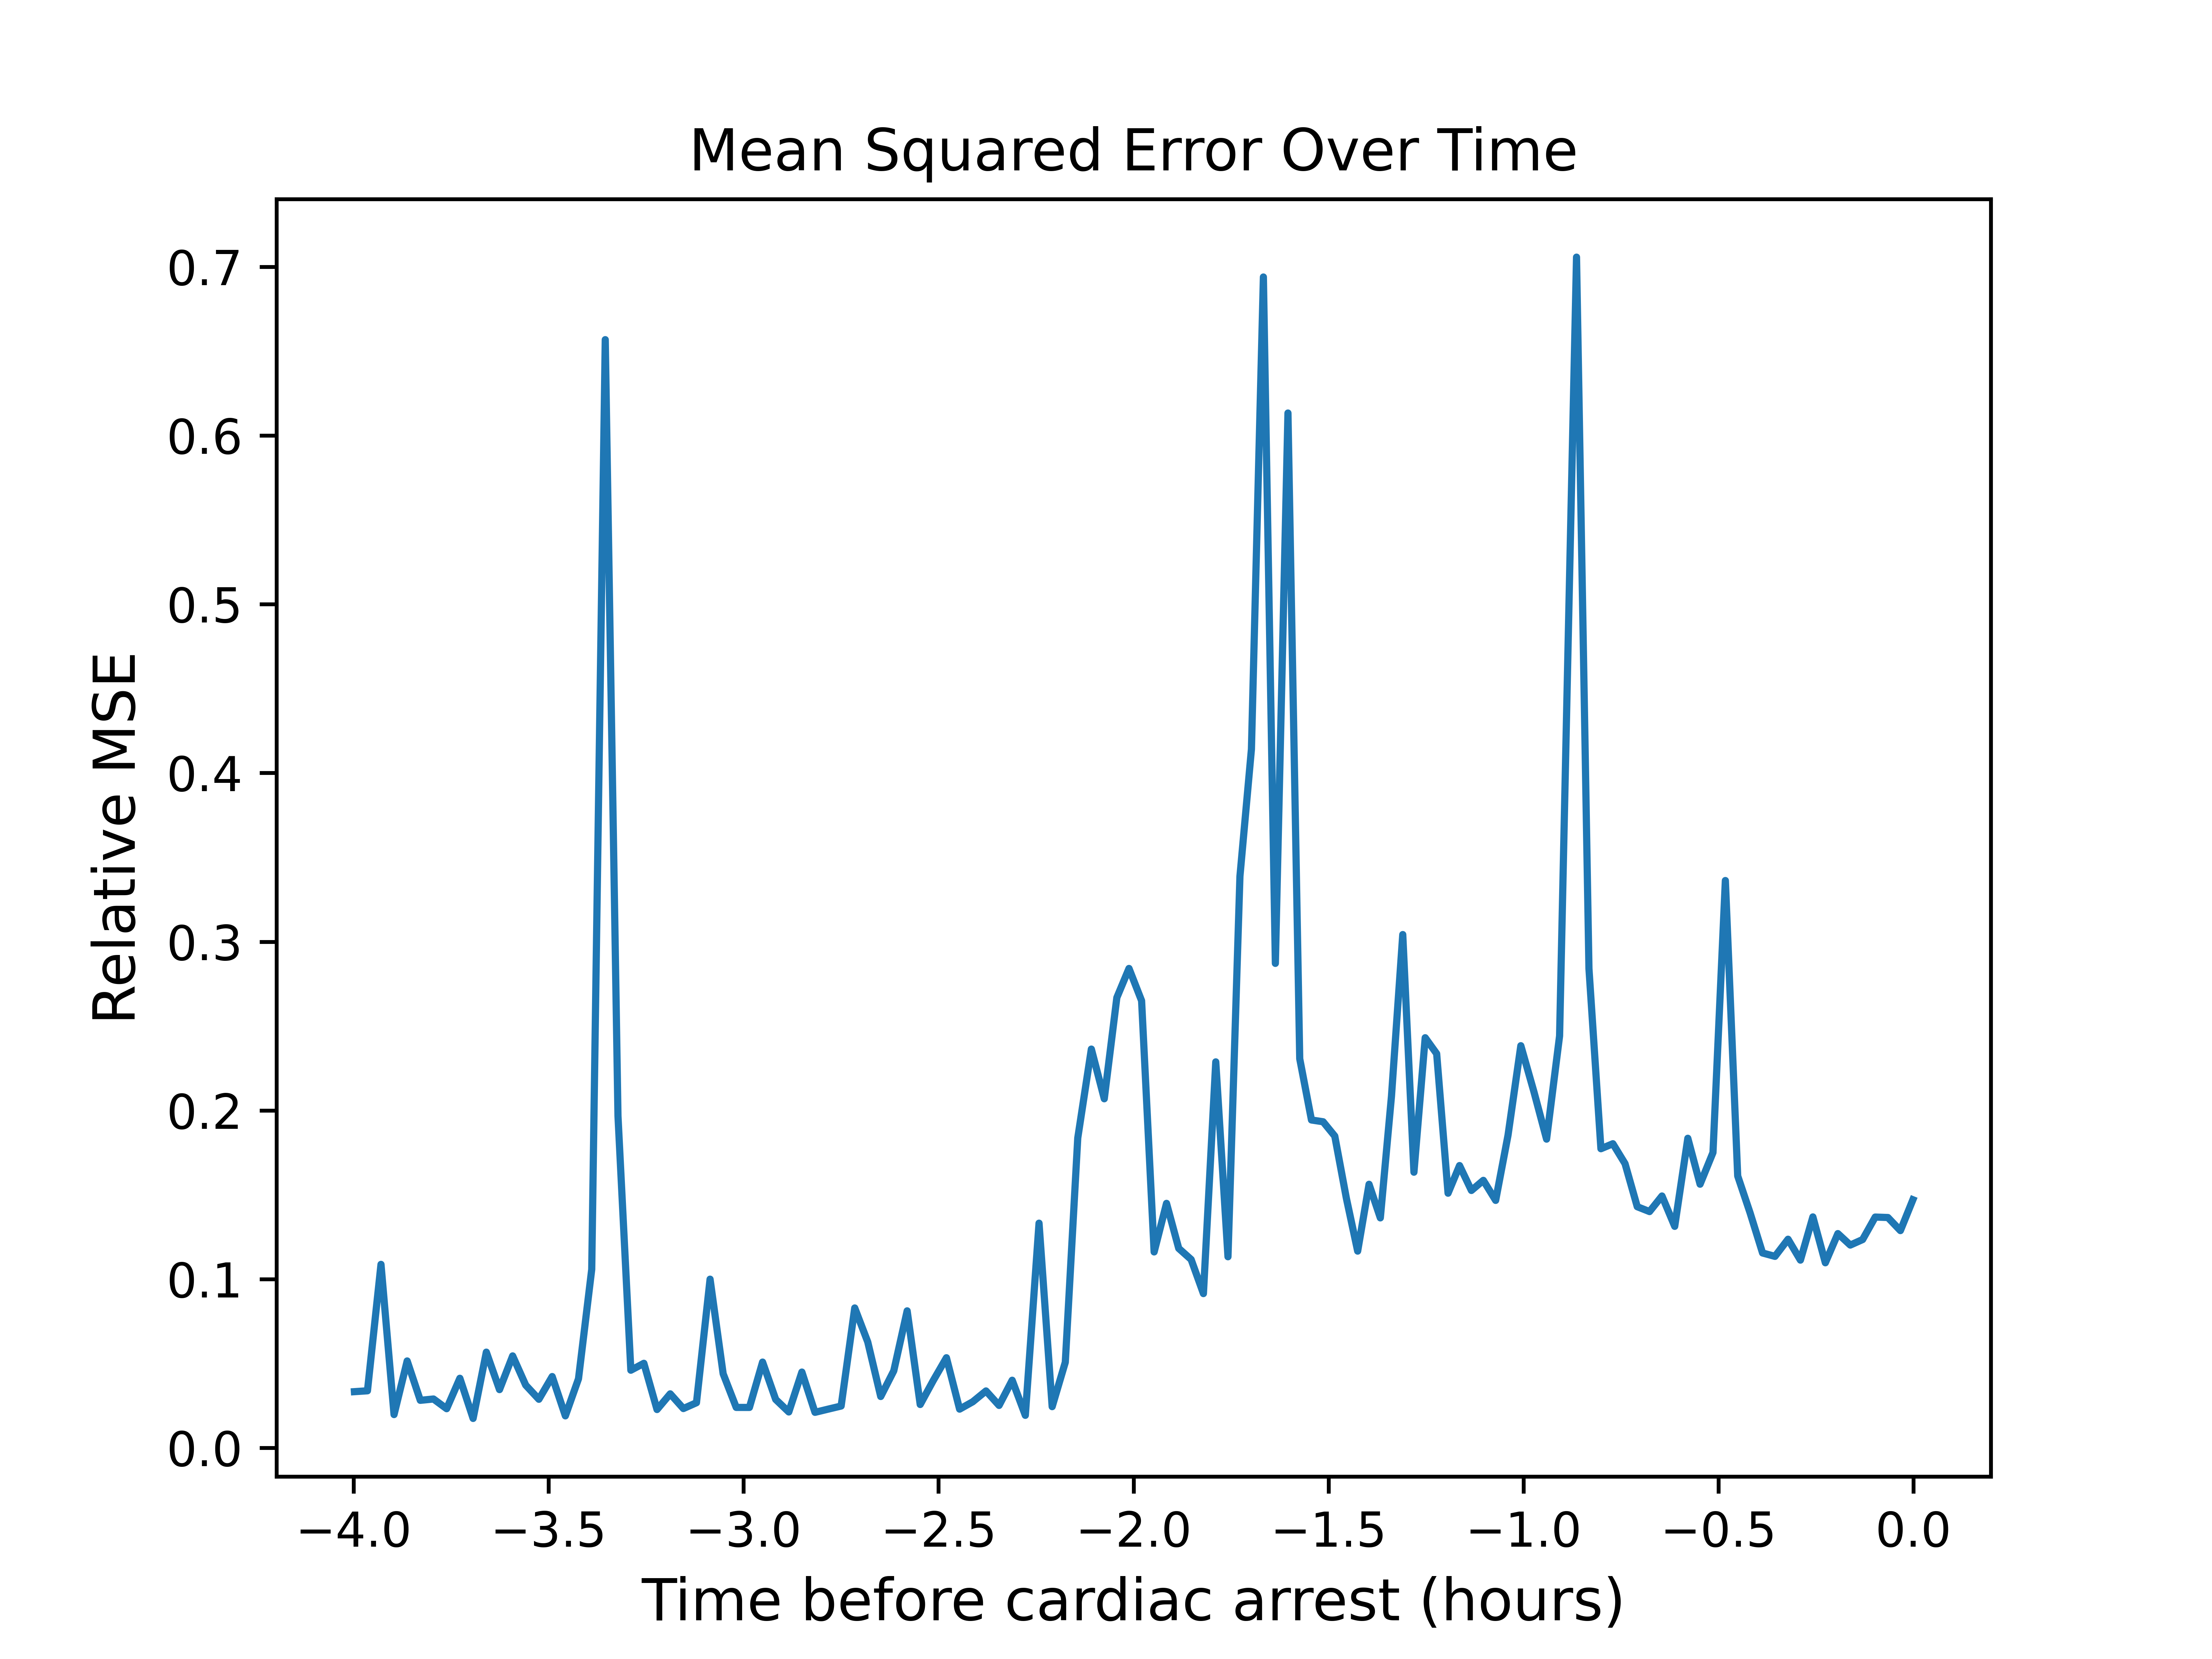 Mean Squared Error Over Time
0.7
0.6
0.5
0.4
0.3
0.2
0.1
0.0
Relative MSE
−4.0 −3.5 −3.0 −2.5 −2.0 −1.5 −1.0 −0.5 0.0
Time before cardiac arrest (hours)